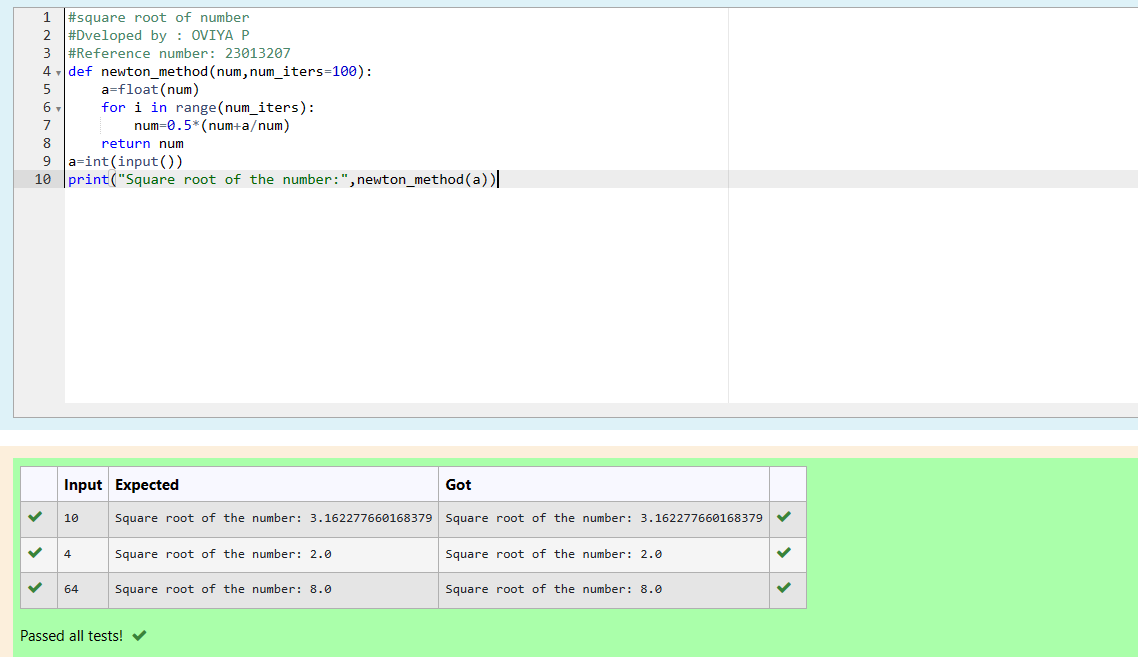 1 #square root of number
2 #Dveloped by : OVIYA P
3 #Reference number: 23013207
4 def newton_method(num,num_iters=100):
5     a=float(num)
6     for i in range(num_iters):
7         num=0.5*(num+a/num)
8     return num
9 a=int(input())
10 print("Square root of the number:",newton_method(a))
Input Expected Got
10 Square root of the number: 3.162277660168379 Square root of the number: 3.162277660168379
4 Square root of the number: 2.0 Square root of the number: 2.0
64 Square root of the number: 8.0 Square root of the number: 8.0
Passed all tests!